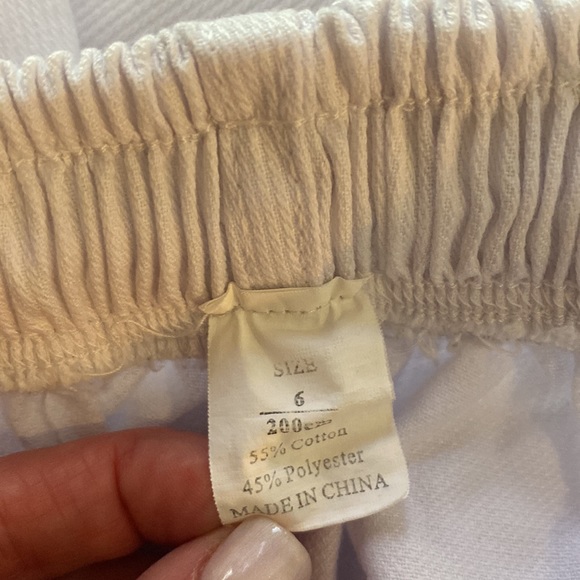 SIZE
6
200cm
55% Cotton
45% Polyester
MADE IN CHINA